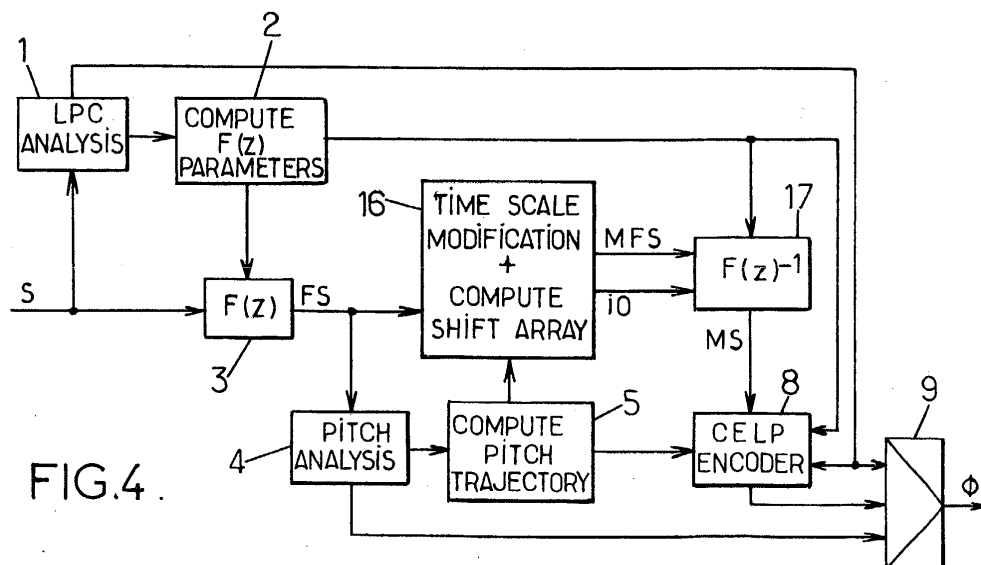 1
LPC
ANALYSIS
2
COMPUTE
F(z)
PARAMETERS
16
TIME SCALE
MODIFICATION
+
COMPUTE
SHIFT ARRAY
MFS
i0
17
F(z)-1
S
F(z)
3
FS
MS
4
PITCH
ANALYSIS
5
COMPUTE
PITCH
TRAJECTORY
8
CELP
ENCODER
9
Φ
FIG.4.